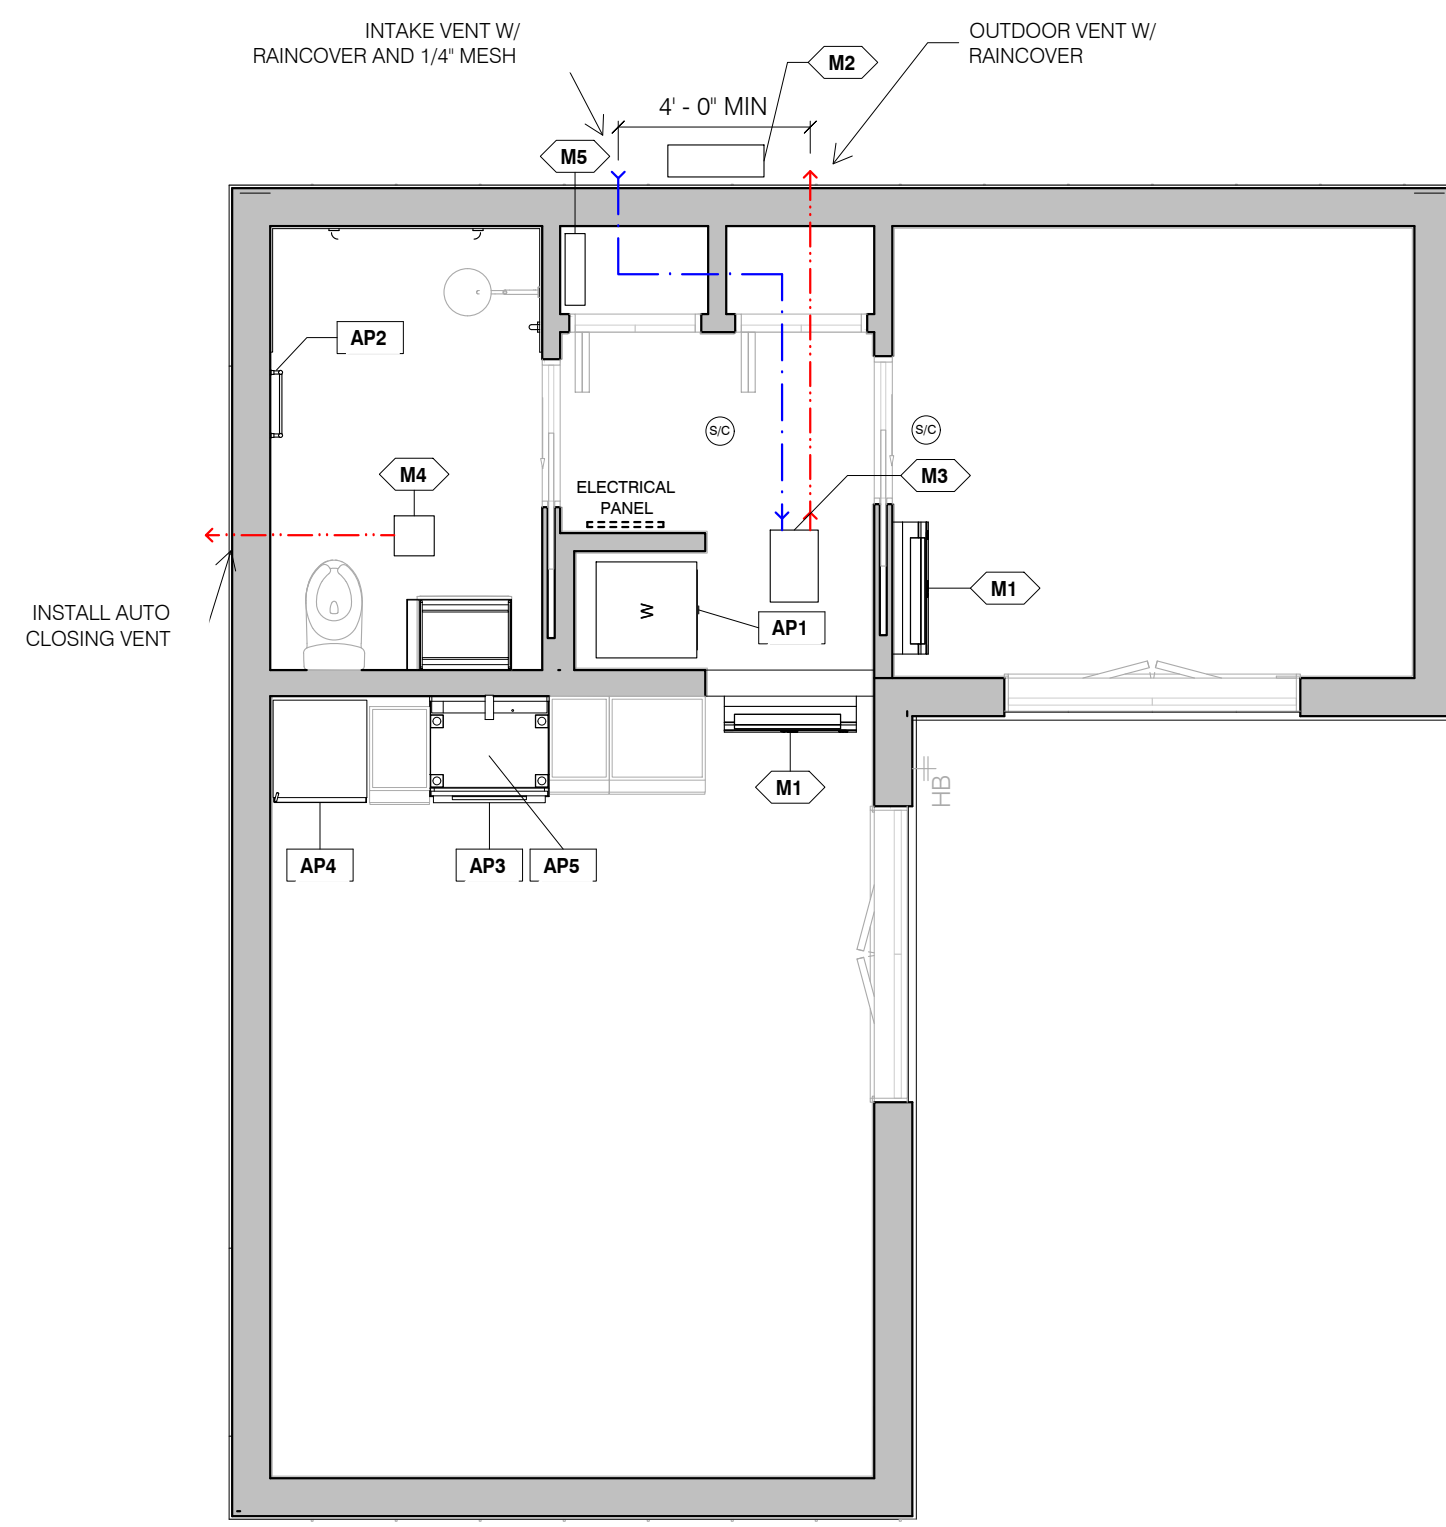 INTAKE VENT W/
RAINCOVER AND 1/4" MESH
OUTDOOR VENT W/
RAINCOVER
M2
4' - 0" MIN
M5
AP2
S/C
S/C
M4
M3
ELECTRICAL
PANEL
INSTALL AUTO
CLOSING VENT
W
AP1
M1
M1
HB
AP4
AP3
AP5